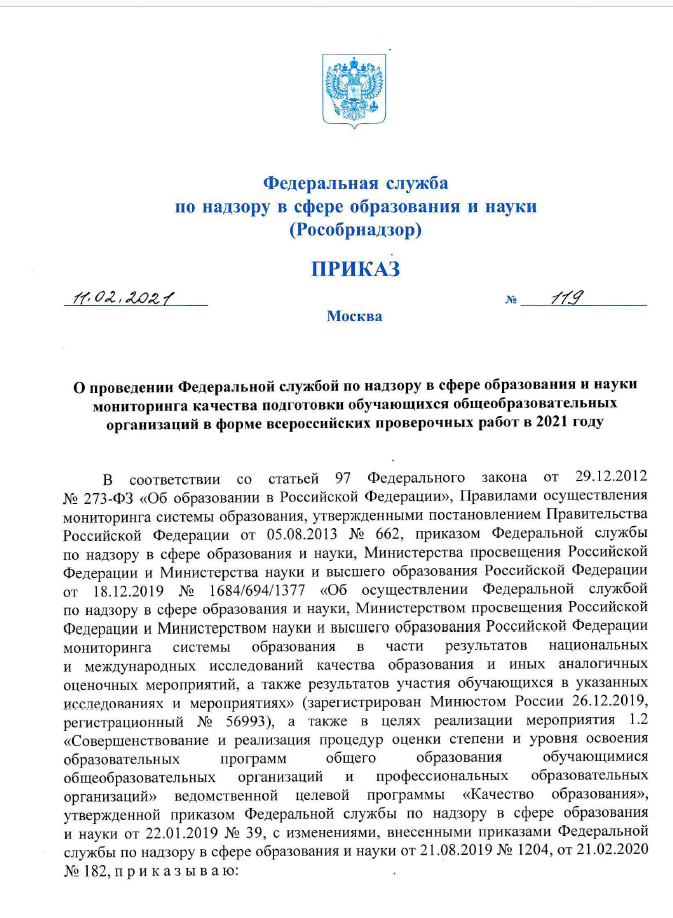 Федеральная служба
по надзору в сфере образования и науки
(Рособрнадзор)
ПРИКАЗ
11.02.2021 № 119
Москва
О проведении Федеральной службой по надзору в сфере образования и науки
мониторинга качества подготовки обучающихся общеобразовательных
организаций в форме всероссийских проверочных работ в 2021 году
В соответствии со статьей 97 Федерального закона от 29.12.2012
№ 273-ФЗ «Об образовании в Российской Федерации», Правилами осуществления
мониторинга системы образования, утвержденными постановлением Правительства
Российской Федерации от 05.08.2013 № 662, приказом Федеральной службы
по надзору в сфере образования и науки, Министерства просвещения Российской
Федерации и Министерства науки и высшего образования Российской Федерации
от 18.12.2019 № 1684/694/1377 «Об осуществлении Федеральной службой
по надзору в сфере образования и науки, Министерством просвещения Российской
Федерации и Министерством науки и высшего образования Российской Федерации
мониторинга системы образования в части результатов национальных
и международных исследований качества образования и иных аналогичных
оценочных мероприятий, а также результатов участия обучающихся в указанных
исследованиях и мероприятиях» (зарегистрирован Минюстом России 26.12.2019,
регистрационный № 56993), а также в целях реализации мероприятия 1.2
«Совершенствование и реализация процедур оценки степени и уровня освоения
образовательных программ общего образования обучающимися
общеобразовательных организаций и профессиональных образовательных
организаций» ведомственной целевой программы «Качество образования»,
утвержденной приказом Федеральной службы по надзору в сфере образования
и науки от 22.01.2019 № 39, с изменениями, внесенными приказами Федеральной
службы по надзору в сфере образования и науки от 21.08.2019 № 1204, от 21.02.2020
№ 182, п р и к а з ы в а ю: